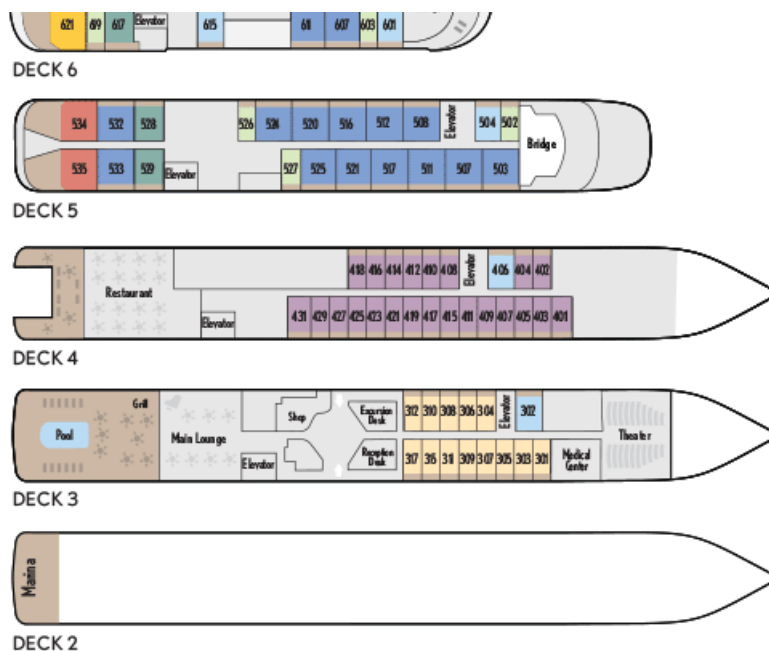 621 619 617 Elevator 615 611 607 603 601
DECK 6
534 532 528 526 524 520 516 512 508 Elevator 504 502 Bridge
535 533 529 Elevator 527 525 521 517 511 507 503
DECK 5
418 416 414 412 410 408 Elevator 406 404 402
Restaurant
Elevator 431 429 427 425 423 421 419 417 415 411 409 407 405 403 401
DECK 4
Grill Shop Excursion Desk 312 310 308 306 304 Elevator 302
Pool Main Lounge Theater
Elevator Reception Desk 317 315 311 309 307 305 303 301 Medical Center
DECK 3
Marina
DECK 2